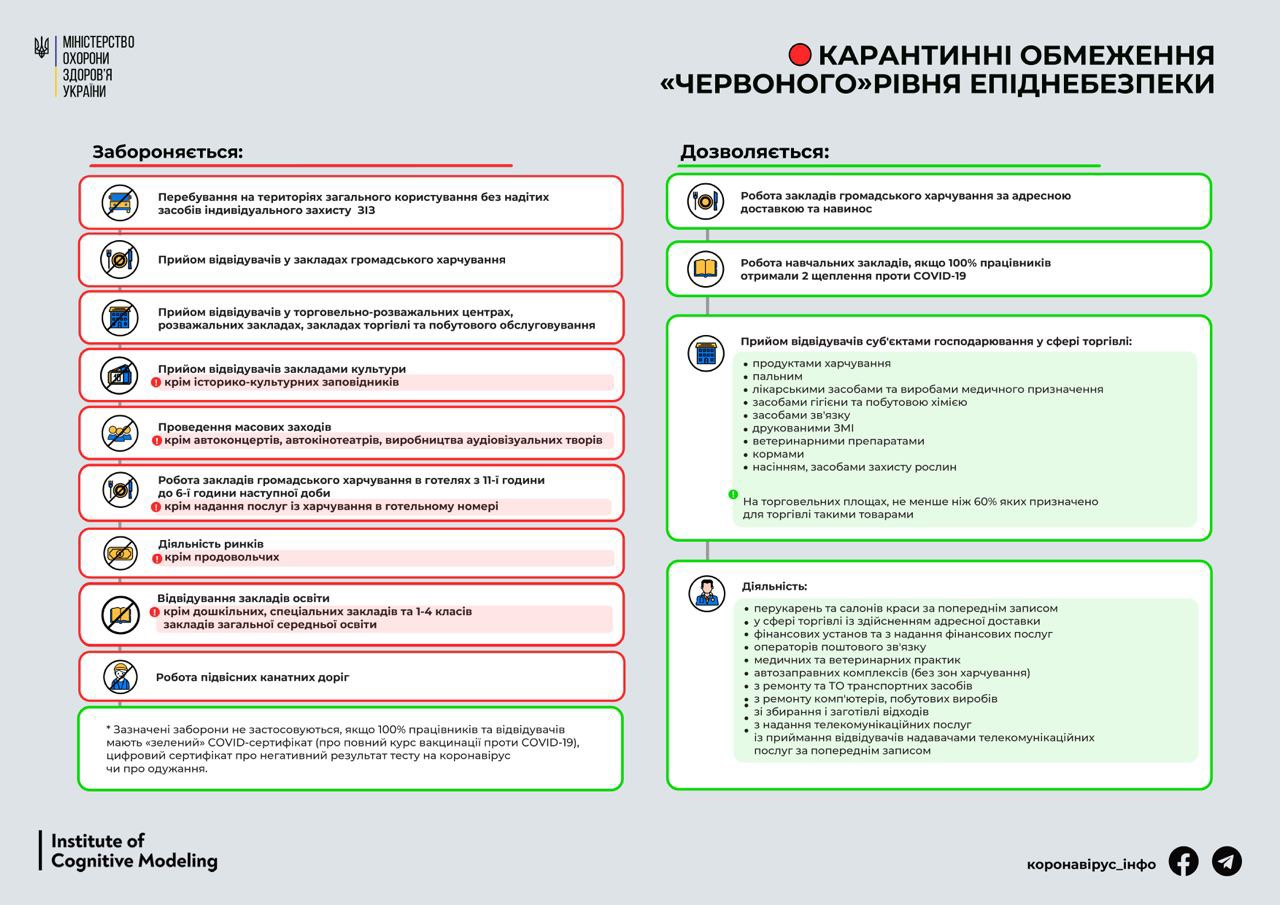 МІНІСТЕРСТВО
ОХОРОНИ
ЗДОРОВ'Я
УКРАЇНИ
КАРАНТИННІ ОБМЕЖЕННЯ
«ЧЕРВОНОГО»РІВНЯ ЕПІДНЕБЕЗПЕКИ
Забороняється:
Перебування на територіях загального користування без надітих
засобів індивідуального захисту ЗІЗ
Прийом відвідувачів у закладах громадського харчування
Прийом відвідувачів у торговельно-розважальних центрах,
розважальних закладах, закладах торгівлі та побутового обслуговування
Прийом відвідувачів закладами культури
крім історико-культурних заповідників
Проведення масових заходів
крім автоконцертів, автокінотеатрів, виробництва аудіовізуальних творів
Робота закладів громадського харчування в готелях з 11-ї години
до 6-ї години наступної доби
крім надання послуг із харчування в готельному номері
Діяльність ринків
крім продовольчих
Відвідування закладів освіти
крім дошкільних, спеціальних закладів та 1-4 класів
закладів загальної середньої освіти
Робота підвісних канатних доріг
* Зазначені заборони не застосовуються, якщо 100% працівників та відвідувачів
мають «зелений» COVID-сертифікат (про повний курс вакцинації проти COVID-19),
цифровий сертифікат про негативний результат тесту на коронавірус
чи про одужання.
Дозволяється:
Робота закладів громадського харчування за адресною
доставкою та навинос
Робота навчальних закладів, якщо 100% працівників
отримали 2 щеплення проти COVID-19
Прийом відвідувачів суб'єктами господарювання у сфері торгівлі:
• продуктами харчування
• пальним
• лікарськими засобами та виробами медичного призначення
• засобами гігієни та побутовою хімією
• засобами зв'язку
• друкованими ЗМІ
• ветеринарними препаратами
• кормами
• насінням, засобами захисту рослин
На торговельних площах, не менше ніж 60% яких призначено
для торгівлі такими товарами
Діяльність:
• перукарень та салонів краси за попереднім записом
• у сфері торгівлі із здійсненням адресної доставки
• фінансових установ та з надання фінансових послуг
• операторів поштового зв'язку
• медичних та ветеринарних практик
• автозаправних комплексів (без зон харчування)
• з ремонту та ТО транспортних засобів
• з ремонту комп'ютерів, побутових виробів
• зі збирання і заготівлі відходів
• з надання телекомунікаційних послуг
• із приймання відвідувачів надавачами телекомунікаційних
послуг за попереднім записом
Institute of
Cognitive Modeling
коронавірус_інфо